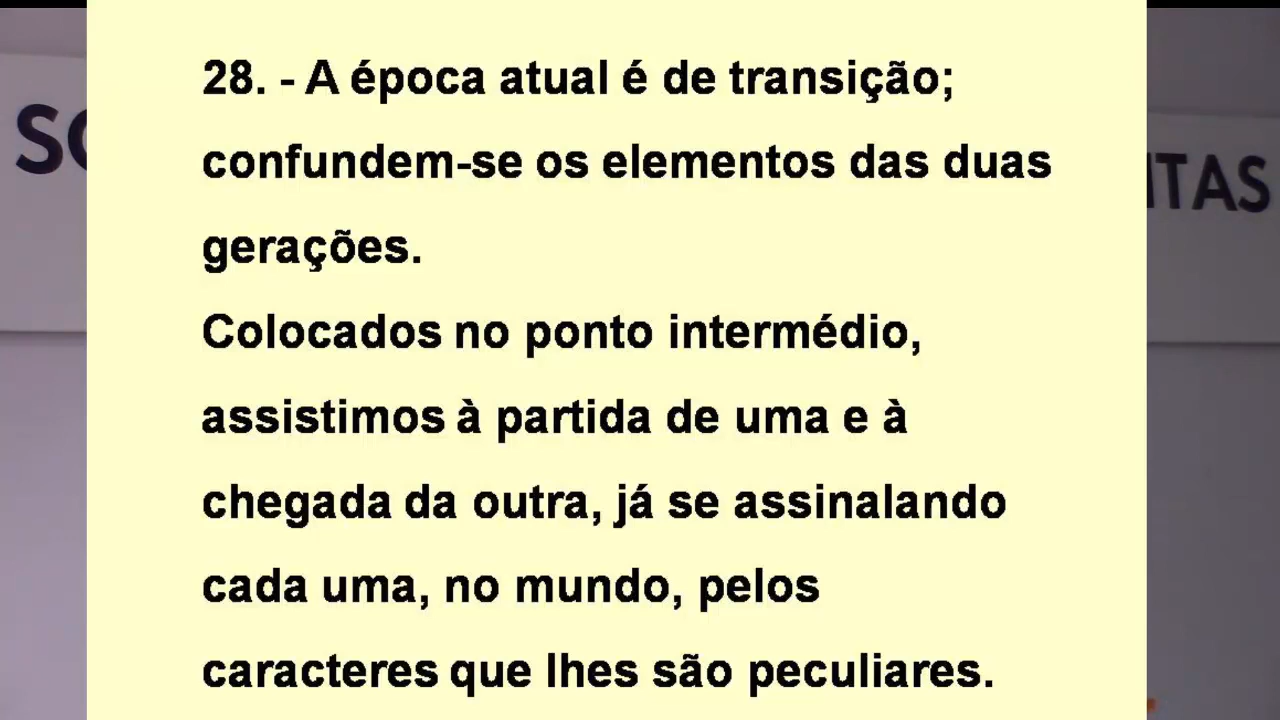 28. - A época atual é de transição;
confundem-se os elementos das duas
gerações.
Colocados no ponto intermédio,
assistimos à partida de uma e à
chegada da outra, já se assinalando
cada uma, no mundo, pelos
caracteres que lhes são peculiares.